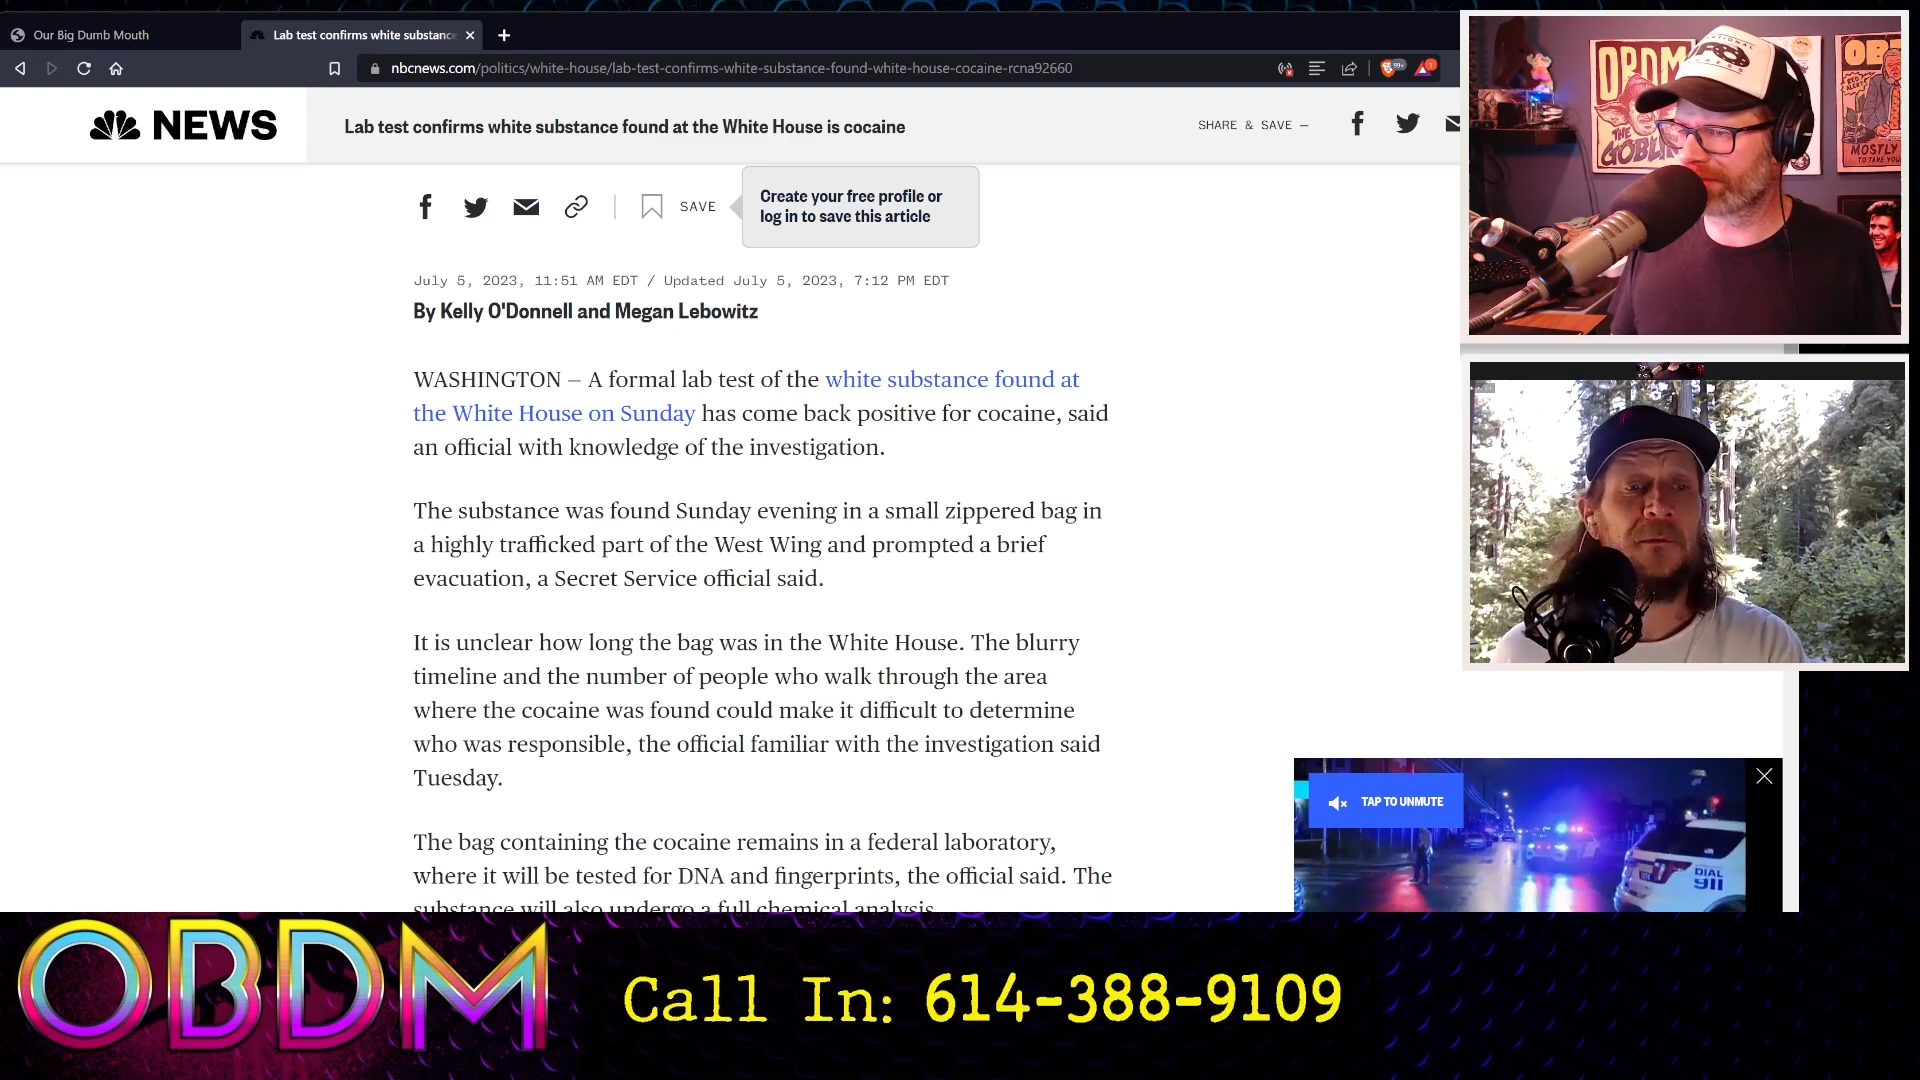 Our Big Dumb Mouth
Lab test confirms white substance
nbcnews.com/politics/white-house/lab-test-confirms-white-substance-found-white-house-cocaine-rcna92660
99+
1
NEWS
Lab test confirms white substance found at the White House is cocaine
SHARE & SAVE —
SAVE
Create your free profile or
log in to save this article
July 5, 2023, 11:51 AM EDT / Updated July 5, 2023, 7:12 PM EDT
By Kelly O'Donnell and Megan Lebowitz
WASHINGTON — A formal lab test of the white substance found at
the White House on Sunday has come back positive for cocaine, said
an official with knowledge of the investigation.
The substance was found Sunday evening in a small zippered bag in
a highly trafficked part of the West Wing and prompted a brief
evacuation, a Secret Service official said.
It is unclear how long the bag was in the White House. The blurry
timeline and the number of people who walk through the area
where the cocaine was found could make it difficult to determine
who was responsible, the official familiar with the investigation said
Tuesday.
The bag containing the cocaine remains in a federal laboratory,
where it will be tested for DNA and fingerprints, the official said. The
substance will also undergo a full chemical analysis.
OBDM
THE
GOBLIN
OB
MOSTLY
TO TAKE YOU
TAP TO UNMUTE
DIAL
911
OBDM
Call In: 614-388-9109